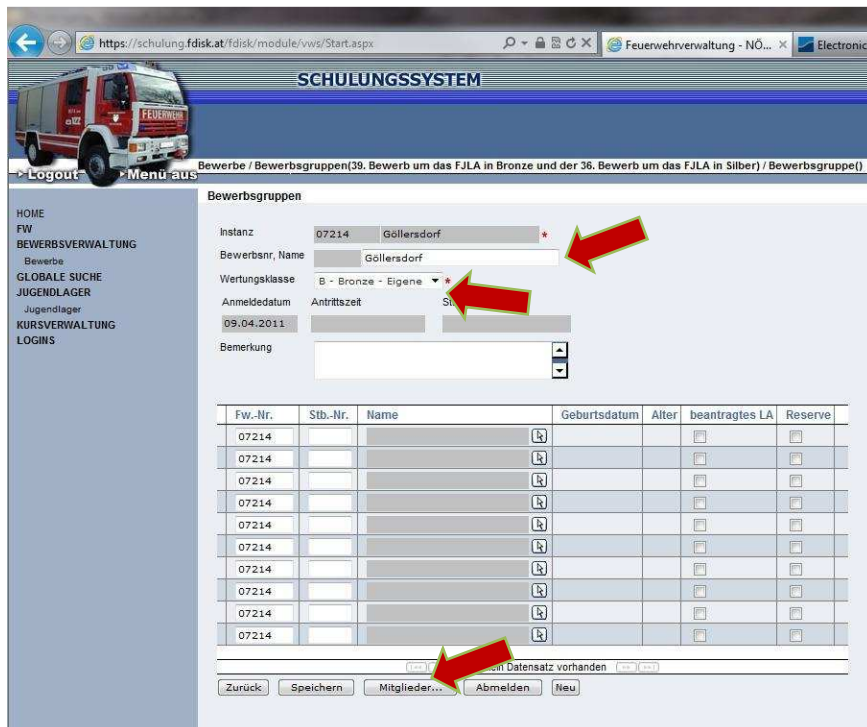 https://schulung.fdisk.at/fdisk/module/vws/Start.aspx
Feuerwehrverwaltung - NÖ...
Electronic
SCHULUNGSSYSTEM
FEUERWEHR
122
Logout
Menü aus
Bewerbe / Bewerbsgruppen(39. Bewerb um das FJLA in Bronze und der 36. Bewerb um das FJLA in Silber) / Bewerbsgruppe()
HOME
FW
BEWERBSVERWALTUNG
Bewerbe
GLOBALE SUCHE
JUGENDLAGER
Jugendlager
KURSVERWALTUNG
LOGINS
Bewerbsgruppen
Instanz 07214 Göllersdorf *
Bewerbsnr, Name Göllersdorf
Wertungsklasse B - Bronze - Eigene *
Anmeldedatum Antrittszeit
09.04.2011
Bemerkung
Fw.-Nr. Stb.-Nr. Name Geburtsdatum Alter beantragtes LA Reserve
07214
07214
07214
07214
07214
07214
07214
07214
07214
07214
Datensatz vorhanden
Zurück Speichern Mitglieder... Abmelden Neu